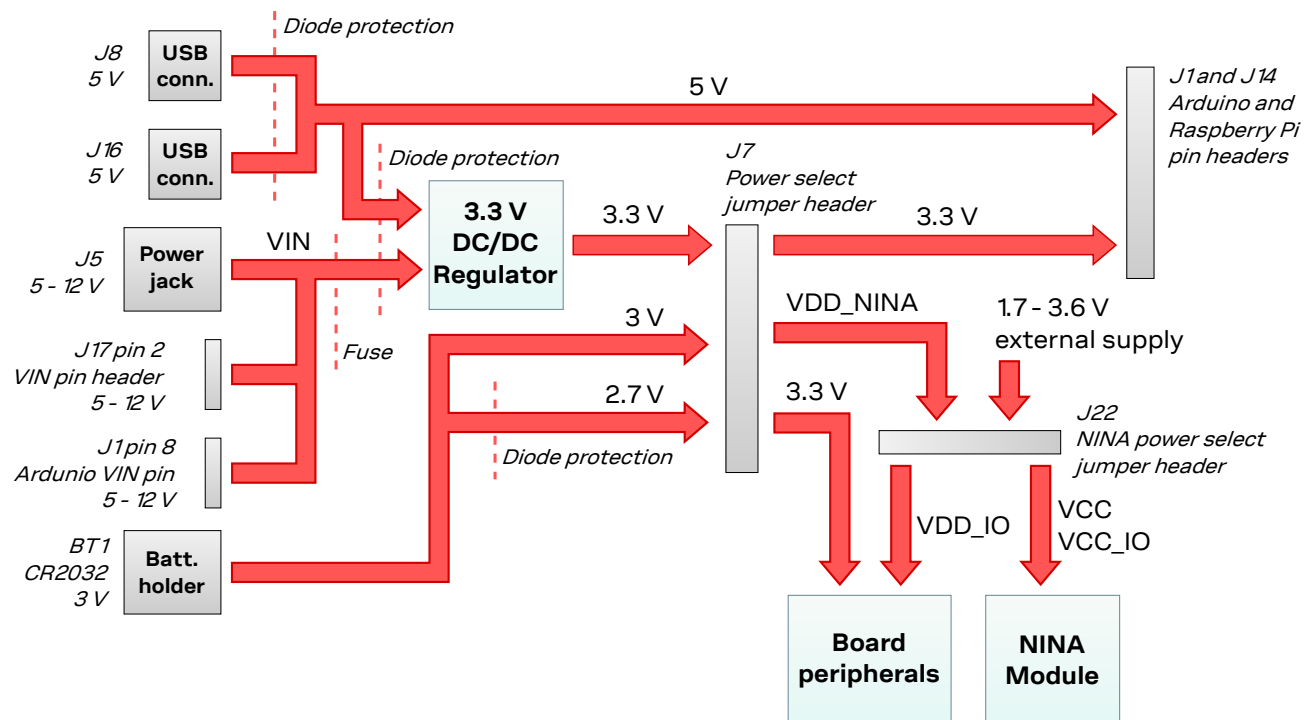 Diode protection
J8
5 V
USB
conn.
J16
5 V
USB
conn.
5 V
J1 and J14
Arduino and
Raspberry Pi
pin headers
Diode protection
J7
Power select
jumper header
3.3 V
DC/DC
Regulator
3.3 V
3.3 V
J5
5 - 12 V
Power
jack
VIN
Fuse
J17 pin 2
VIN pin header
5 - 12 V
3 V
VDD_NINA
1.7 - 3.6 V
external supply
2.7 V
3.3 V
Diode protection
J1 pin 8
Ardunio VIN pin
5 - 12 V
J22
NINA power select
jumper header
BT1
CR2032
3 V
Batt.
holder
VDD_IO
VCC
VCC_IO
Board
peripherals
NINA
Module